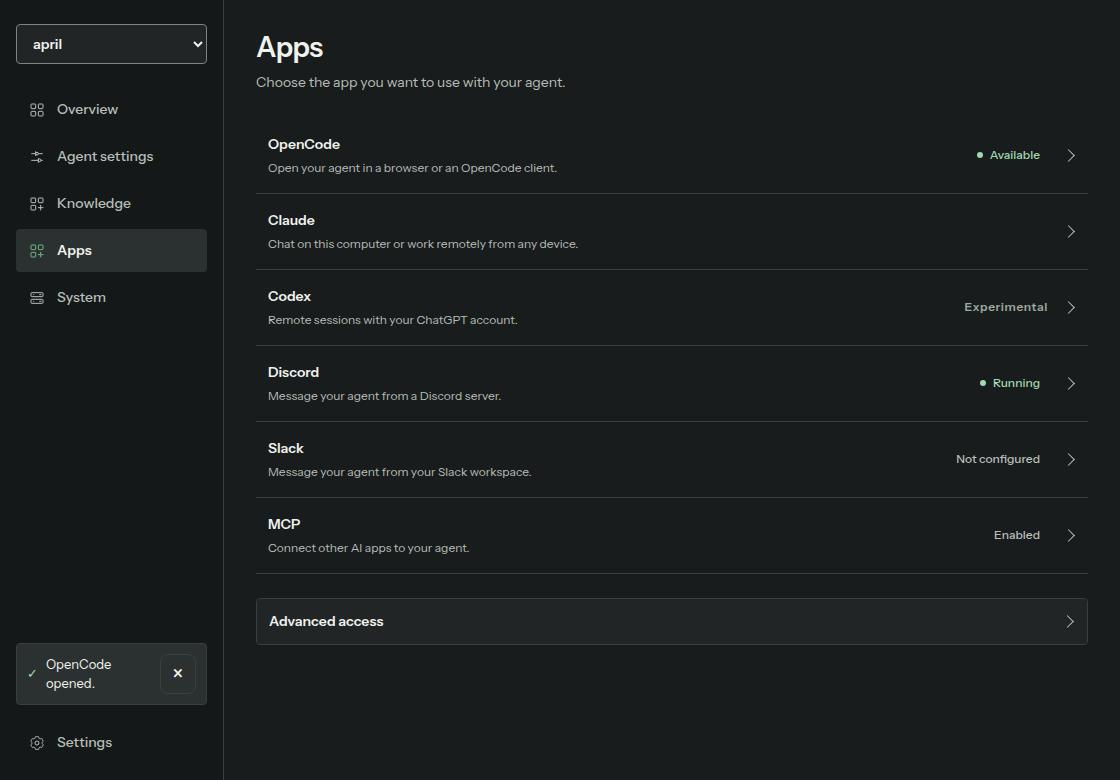 april
Overview
Agent settings
Knowledge
Apps
System
OpenCode
opened.
Settings
Apps
Choose the app you want to use with your agent.
OpenCode
Open your agent in a browser or an OpenCode client.
Available
Claude
Chat on this computer or work remotely from any device.
Codex
Remote sessions with your ChatGPT account.
Experimental
Discord
Message your agent from a Discord server.
Running
Slack
Message your agent from your Slack workspace.
Not configured
MCP
Connect other AI apps to your agent.
Enabled
Advanced access